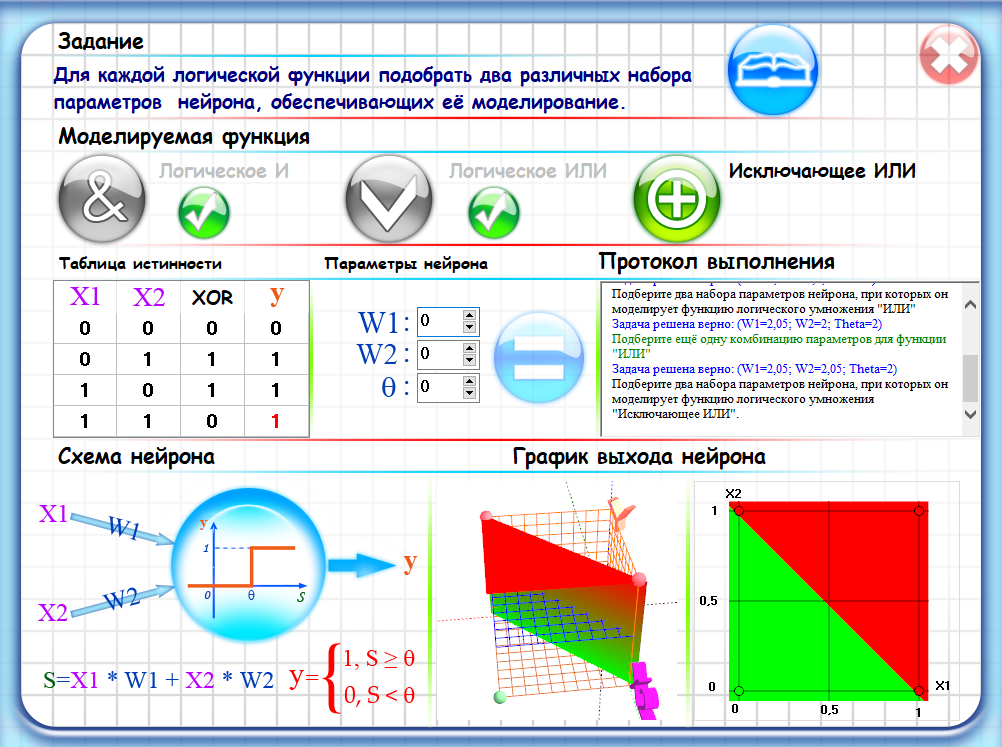 Задание
Для каждой логической функции подобрать два различных набора
параметров нейрона, обеспечивающих её моделирование.
Моделируемая функция
& Логическое И
Логическое ИЛИ
Исключающее ИЛИ
Таблица истинности
X1 X2 XOR y
0 0 0 0
0 1 1 1
1 0 1 1
1 1 0 1
Параметры нейрона
W1: 0
W2: 0
θ: 0
Протокол выполнения
Подберите два набора параметров нейрона, при которых он
моделирует функцию логического умножения "ИЛИ"
Задача решена верно: (W1=2,05; W2=2; Theta=2)
Подберите ещё одну комбинацию параметров для функции
"ИЛИ"
Задача решена верно: (W1=2,05; W2=2,05; Theta=2)
Подберите два набора параметров нейрона, при которых он
моделирует функцию логического умножения
"Исключающее ИЛИ".
Схема нейрона
X1 W1
X2 W2
y
1
0 θ S
y
S=X1 * W1 + X2 * W2
y={ 1, S ≥ θ
0, S < θ
График выхода нейрона
Y
X2
1
0,5
0
X1
0 0,5 1